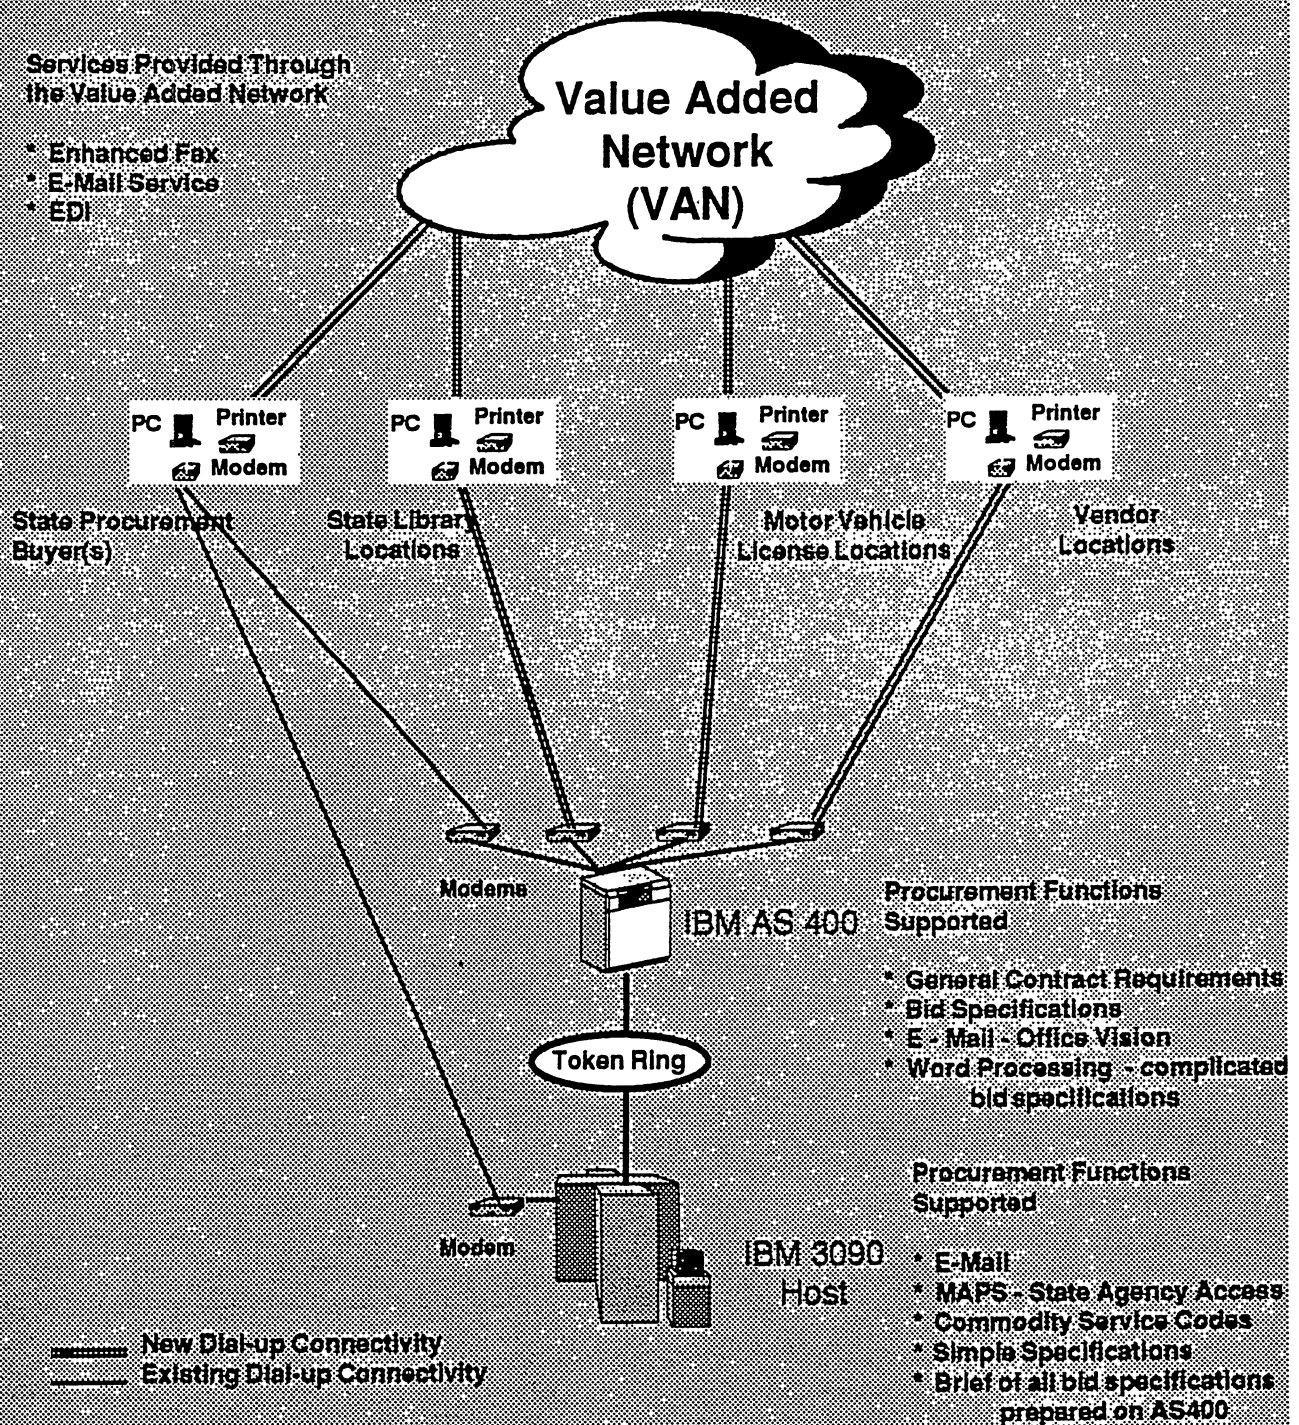 Services Provided Through
the Value Added Network
* Enhanced Fax
* E-Mail Service
* EDI
Value Added
Network
(VAN)
PC Printer
Modem
PC Printer
Modem
PC Printer
Modem
PC Printer
Modem
State Procurement
Buyer(s)
State Library
Locations
Motor Vehicle
License Locations
Vendor
Locations
Modems
IBM AS 400
Procurement Functions
Supported
* General Contract Requirements
* Bid Specifications
* E - Mail - Office Vision
* Word Processing - complicated
bid specifications
Token Ring
Modem
IBM 3090
Host
Procurement Functions
Supported
* E-Mail
* MAPS - State Agency Access
* Commodity Service Codes
* Simple Specifications
* Brief of all bid specifications
prepared on AS400
New Dial-up Connectivity
Existing Dial-up Connectivity